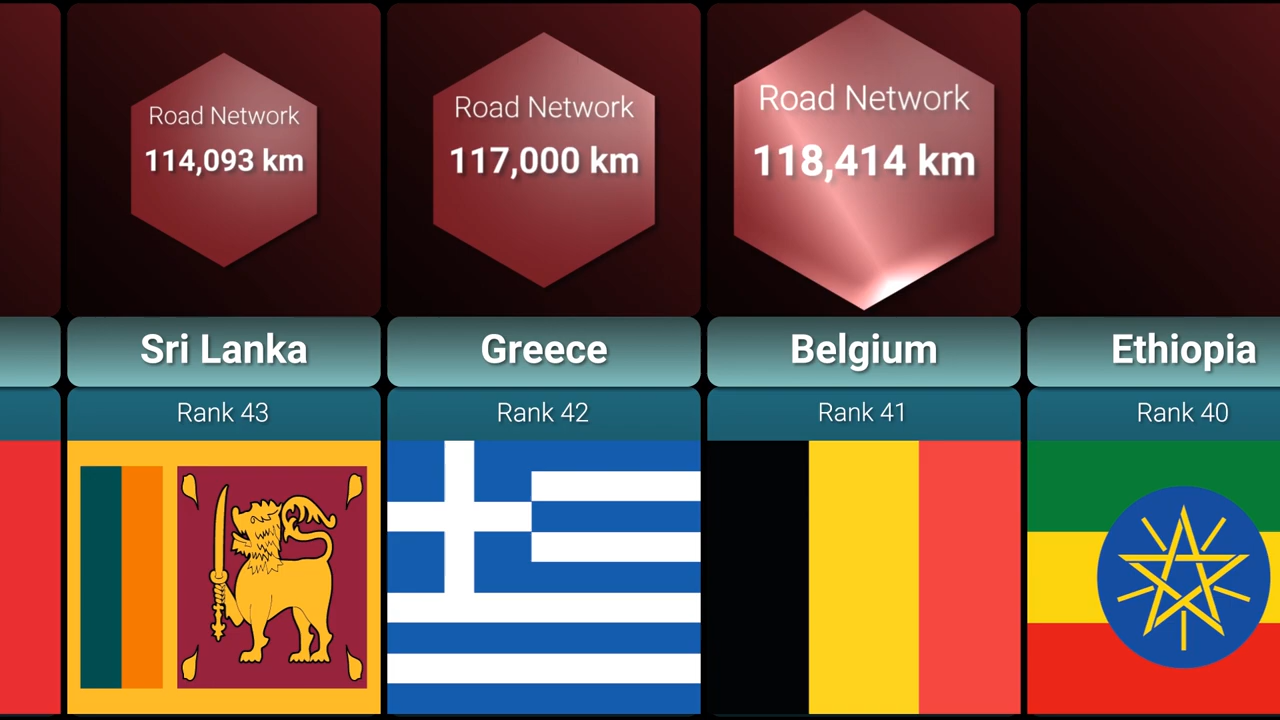 Road Network
114,093 km
Sri Lanka
Rank 43
Road Network
117,000 km
Greece
Rank 42
Road Network
118,414 km
Belgium
Rank 41
Ethiopia
Rank 40